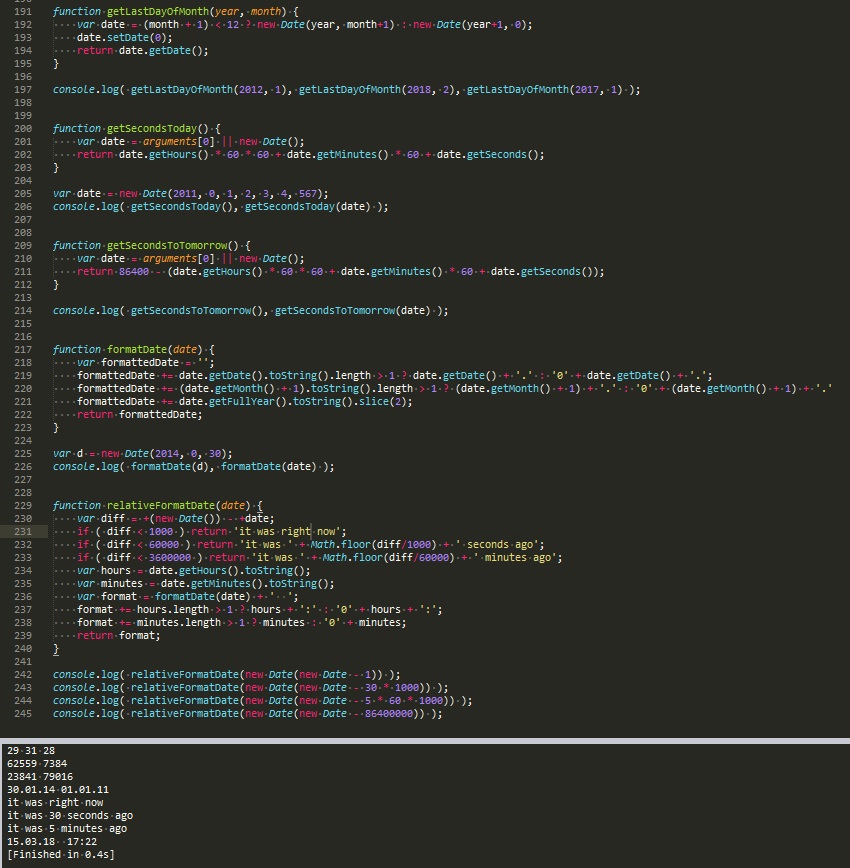 190
191 function getLastDayOfMonth(year, month) {
192     var date = (month + 1) < 12 ? new Date(year, month+1) : new Date(year+1, 0);
193     date.setDate(0);
194     return date.getDate();
195 }
196
197 console.log( getLastDayOfMonth(2012, 1), getLastDayOfMonth(2018, 2), getLastDayOfMonth(2017, 1) );
198
199
200 function getSecondsToday() {
201     var date = arguments[0] || new Date();
202     return date.getHours() * 60 * 60 + date.getMinutes() * 60 + date.getSeconds();
203 }
204
205 var date = new Date(2011, 0, 1, 2, 3, 4, 567);
206 console.log( getSecondsToday(), getSecondsToday(date) );
207
208
209 function getSecondsToTomorrow() {
210     var date = arguments[0] || new Date();
211     return 86400 - (date.getHours() * 60 * 60 + date.getMinutes() * 60 + date.getSeconds());
212 }
213
214 console.log( getSecondsToTomorrow(), getSecondsToTomorrow(date) );
215
216
217 function formatDate(date) {
218     var formattedDate = '';
219     formattedDate += date.getDate().toString().length > 1 ? date.getDate() + '.' : '0' + date.getDate() + '.';
220     formattedDate += (date.getMonth() + 1).toString().length > 1 ? (date.getMonth() + 1) + '.' : '0' + (date.getMonth() + 1) + '.'
221     formattedDate += date.getFullYear().toString().slice(2);
222     return formattedDate;
223 }
224
225 var d = new Date(2014, 0, 30);
226 console.log( formatDate(d), formatDate(date) );
227
228
229 function relativeFormatDate(date) {
230     var diff = +(new Date()) - +date;
231     if ( diff < 1000 ) return 'it was right now';
232     if ( diff < 60000 ) return 'it was ' + Math.floor(diff/1000) + ' seconds ago';
233     if ( diff < 3600000 ) return 'it was ' + Math.floor(diff/60000) + ' minutes ago';
234     var hours = date.getHours().toString();
235     var minutes = date.getMinutes().toString();
236     var format = formatDate(date) + '  ';
237     format += hours.length > 1 ? hours + ':' : '0' + hours + ':';
238     format += minutes.length > 1 ? minutes : '0' + minutes;
239     return format;
240 }
241
242 console.log( relativeFormatDate(new Date(new Date - 1)) );
243 console.log( relativeFormatDate(new Date(new Date - 30 * 1000)) );
244 console.log( relativeFormatDate(new Date(new Date - 5 * 60 * 1000)) );
245 console.log( relativeFormatDate(new Date(new Date - 86400000)) );
29 31 28
62559 7384
23841 79016
30.01.14 01.01.11
it was right now
it was 30 seconds ago
it was 5 minutes ago
15.03.18  17:22
[Finished in 0.4s]